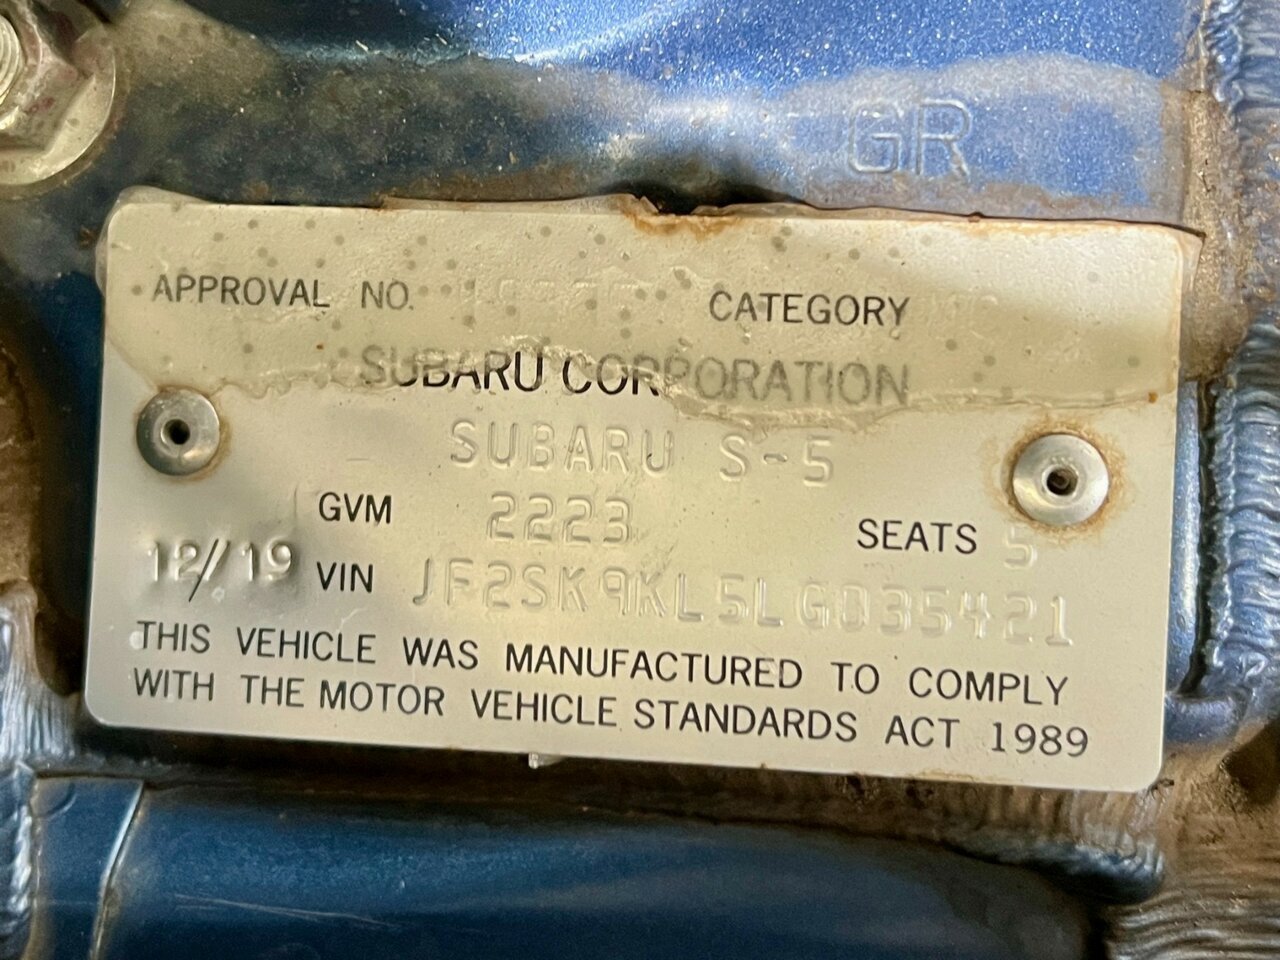 GR
APPROVAL NO. CATEGORY
SUBARU CORPORATION
SUBARU S-5
GVM 2223 SEATS 5
12//19 VIN JF2SK9KL5LG035421
THIS VEHICLE WAS MANUFACTURED TO COMPLY
WITH THE MOTOR VEHICLE STANDARDS ACT 1989